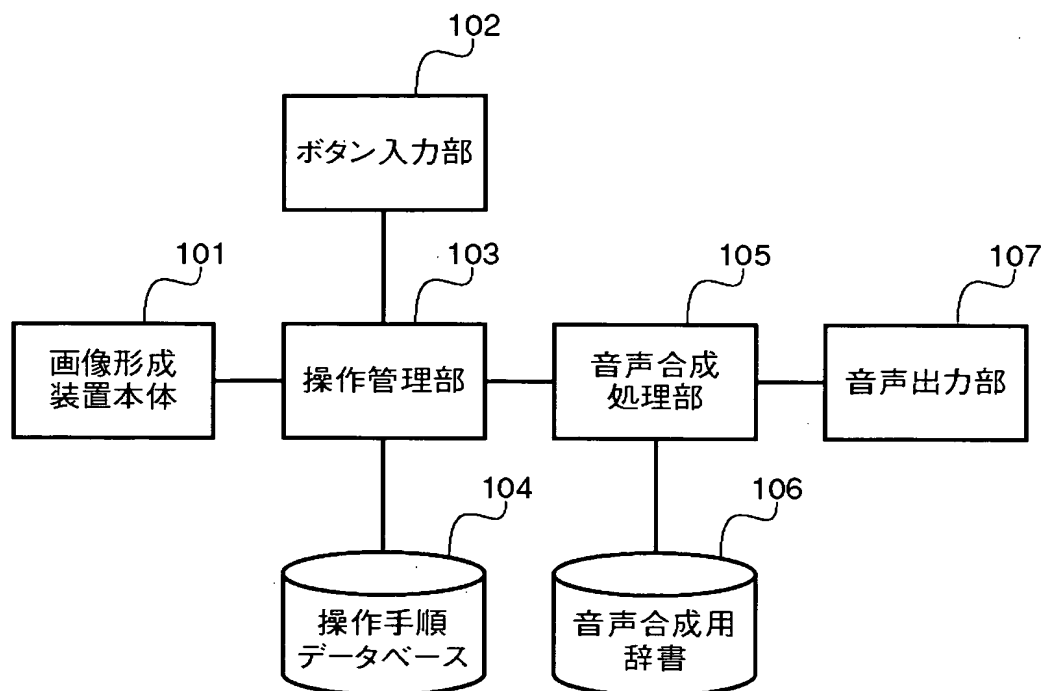 102
ボタン入力部
101
103
105
107
画像形成
装置本体
操作管理部
音声合成
処理部
音声出力部
104
106
操作手順
データベース
音声合成用
辞書